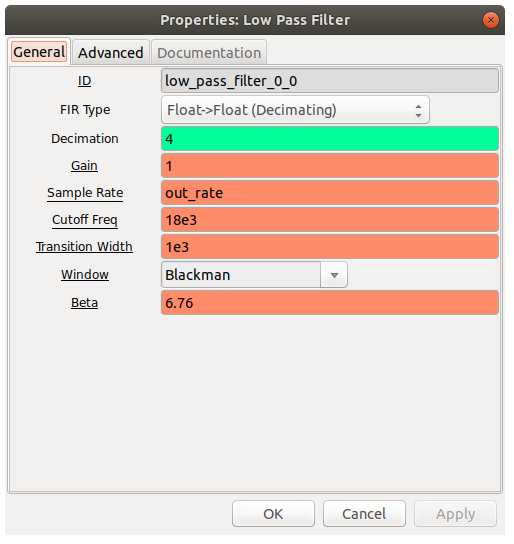 Properties: Low Pass Filter
General Advanced Documentation
ID low_pass_filter_0_0
FIR Type Float->Float (Decimating)
Decimation 4
Gain 1
Sample Rate out_rate
Cutoff Freq 18e3
Transition Width 1e3
Window Blackman
Beta 6.76
OK Cancel Apply